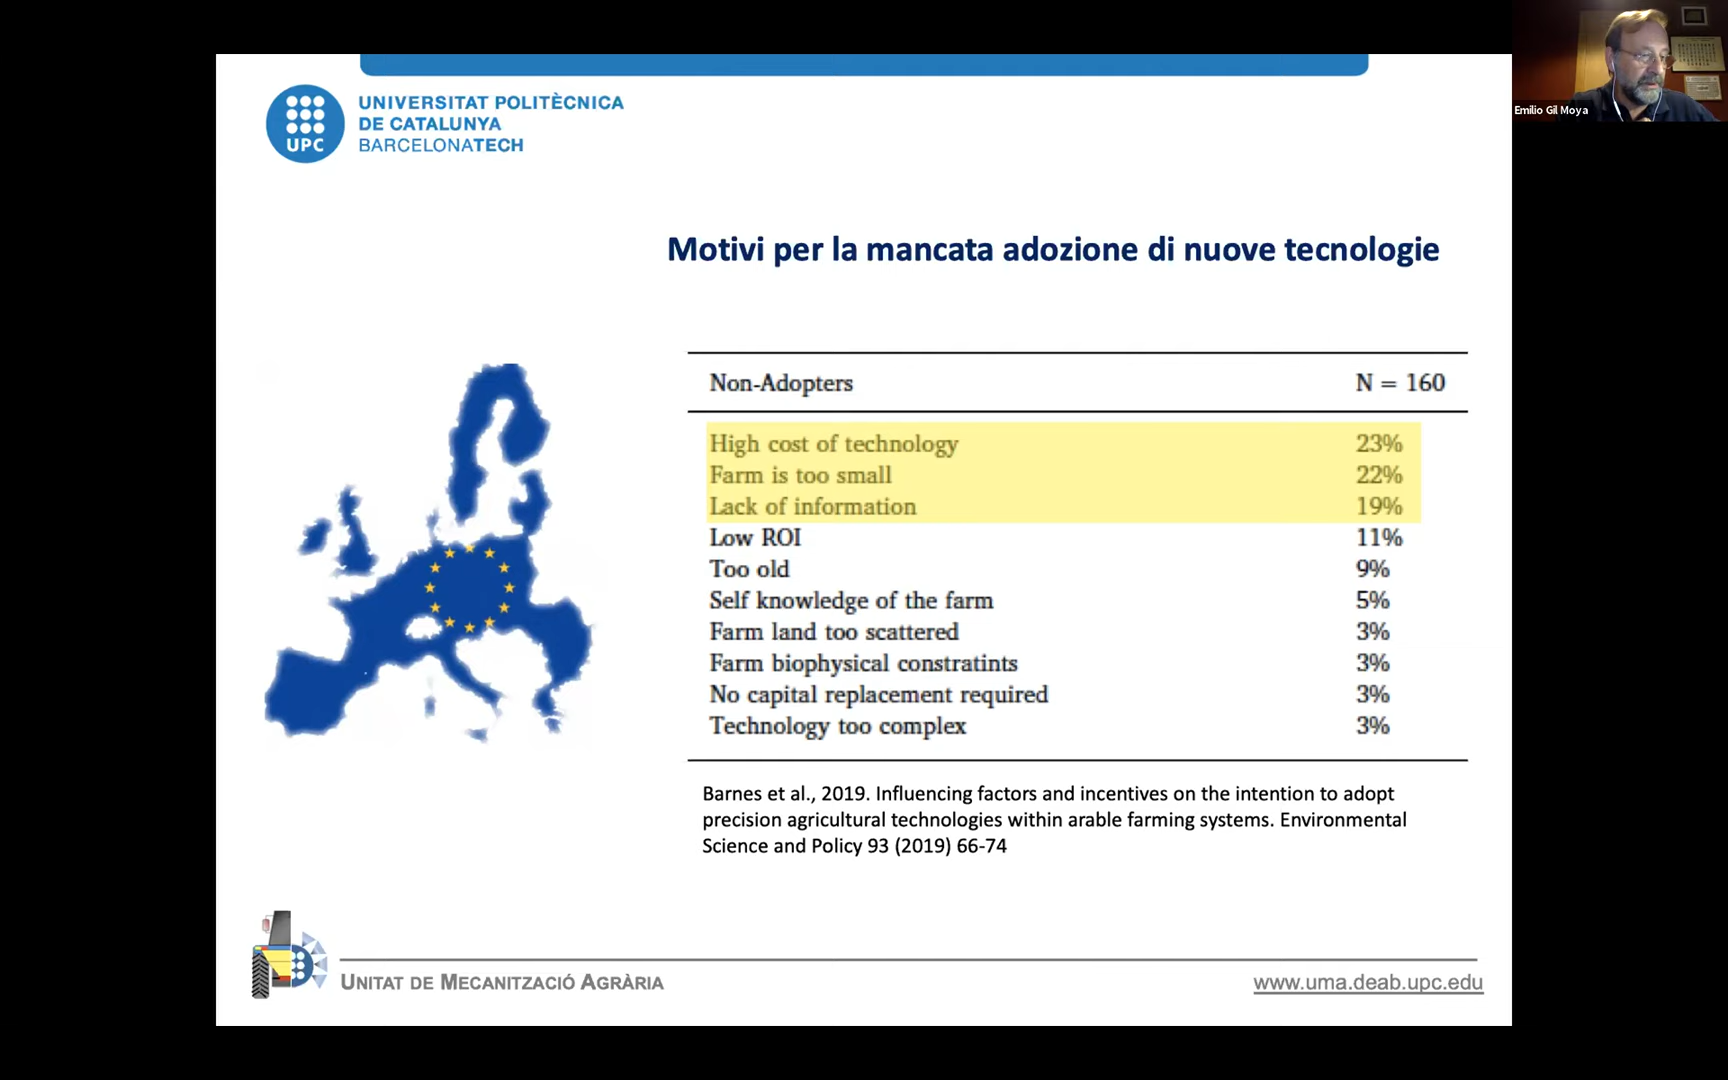 Emilio Gil Moya
UNIVERSITAT POLITÈCNICA
DE CATALUNYA
BARCELONATECH
UPC
Motivi per la mancata adozione di nuove tecnologie
Non-Adopters N = 160
High cost of technology 23%
Farm is too small 22%
Lack of information 19%
Low ROI 11%
Too old 9%
Self knowledge of the farm 5%
Farm land too scattered 3%
Farm biophysical constratints 3%
No capital replacement required 3%
Technology too complex 3%
Barnes et al., 2019. Influencing factors and incentives on the intention to adopt
precision agricultural technologies within arable farming systems. Environmental
Science and Policy 93 (2019) 66-74
UNITAT DE MECANITZACIÓ AGRÀRIA www.uma.deab.upc.edu